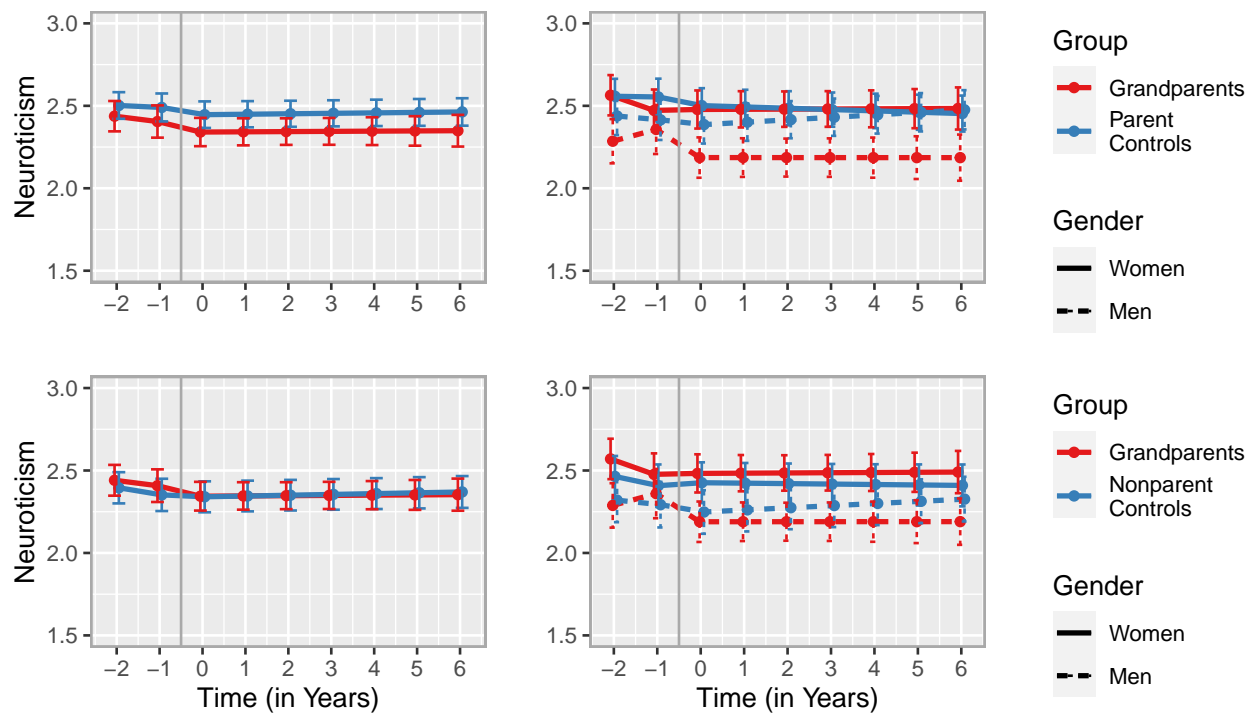 3.0
2.5
2.0
1.5
Neuroticism
−2 −1 0 1 2 3 4 5 6
3.0
2.5
2.0
1.5
−2 −1 0 1 2 3 4 5 6
Group
Grandparents
Parent
Controls
Gender
Women
Men
3.0
2.5
2.0
1.5
Neuroticism
−2 −1 0 1 2 3 4 5 6
Time (in Years)
3.0
2.5
2.0
1.5
−2 −1 0 1 2 3 4 5 6
Time (in Years)
Group
Grandparents
Nonparent
Controls
Gender
Women
Men